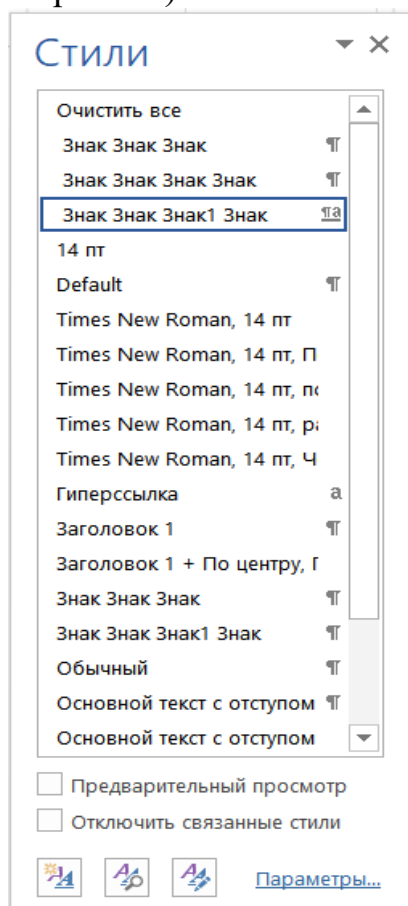 Стили
Очистить все
Знак Знак Знак ¶
Знак Знак Знак Знак ¶
Знак Знак Знак1 Знак ¶a
14 пт
Default ¶
Times New Roman, 14 пт
Times New Roman, 14 пт, П
Times New Roman, 14 пт, по
Times New Roman, 14 пт, ра
Times New Roman, 14 пт, Ч
Гиперссылка a
Заголовок 1 ¶
Заголовок 1 + По центру, П
Знак Знак Знак ¶
Знак Знак Знак1 Знак ¶
Обычный ¶
Основной текст с отступом ¶
Основной текст с отступом
Предварительный просмотр
Отключить связанные стили
Параметры...